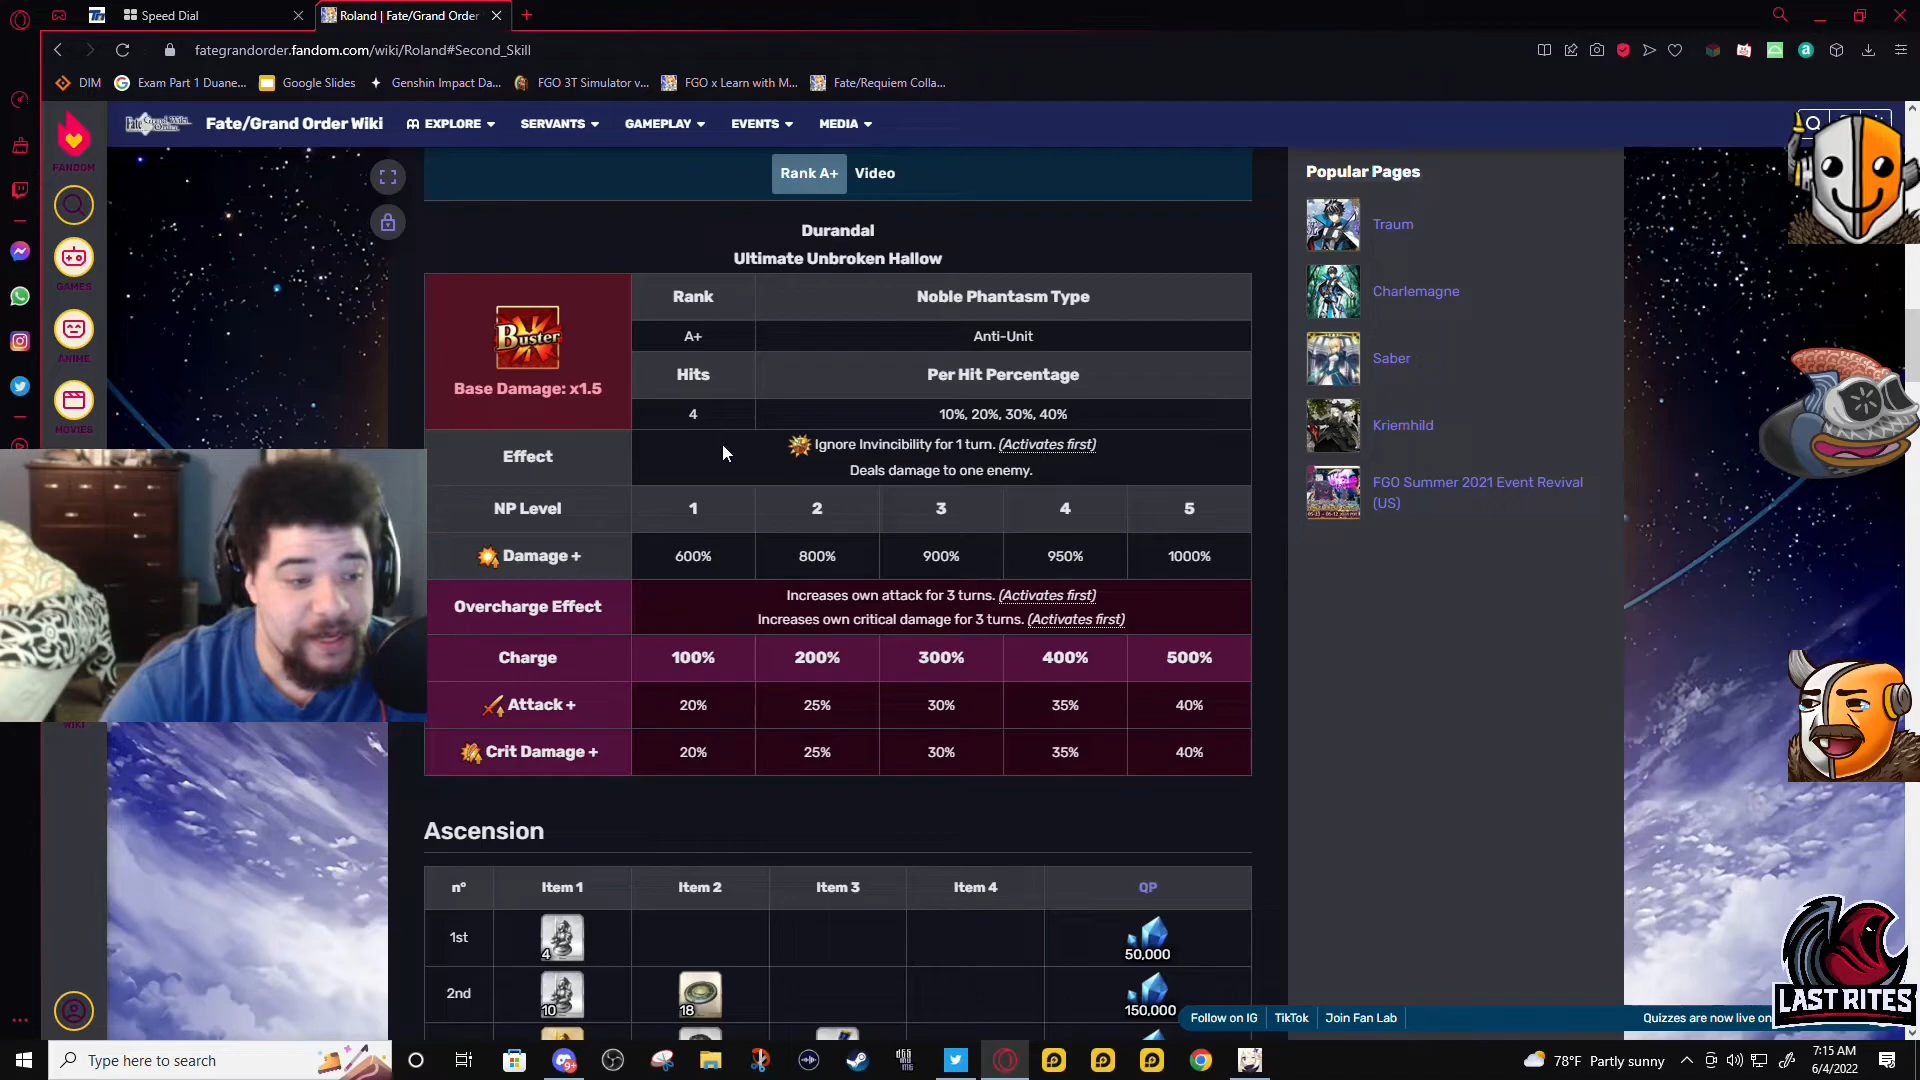 Speed Dial
Roland | Fate/Grand Order
fategrandorder.fandom.com/wiki/Roland#Second_Skill
DIM
Exam Part 1 Duane...
Google Slides
Genshin Impact Da...
FGO 3T Simulator v...
FGO x Learn with M...
Fate/Requiem Colla...
Fate/Grand Order Wiki
EXPLORE
SERVANTS
GAMEPLAY
EVENTS
MEDIA
FANDOM
GAMES
ANIME
MOVIES
WIKI
Rank A+
Video
Durandal
Ultimate Unbroken Hallow
Buster
Base Damage: x1.5
Rank
Noble Phantasm Type
A+
Anti-Unit
Hits
Per Hit Percentage
4
10%, 20%, 30%, 40%
Effect
Ignore Invincibility for 1 turn. (Activates first)
Deals damage to one enemy.
NP Level 1 2 3 4 5
Damage + 600% 800% 900% 950% 1000%
Overcharge Effect
Increases own attack for 3 turns. (Activates first)
Increases own critical damage for 3 turns. (Activates first)
Charge 100% 200% 300% 400% 500%
Attack + 20% 25% 30% 35% 40%
Crit Damage + 20% 25% 30% 35% 40%
Ascension
n° Item 1 Item 2 Item 3 Item 4 QP
1st 4 50,000
2nd 10 18 150,000
Popular Pages
Traum
Charlemagne
Saber
Kriemhild
FGO Summer 2021 Event Revival
(US)
LAST RITES
Follow on IG
TikTok
Join Fan Lab
Quizzes are now live on
Type here to search
78°F Partly sunny
7:15 AM
6/4/2022